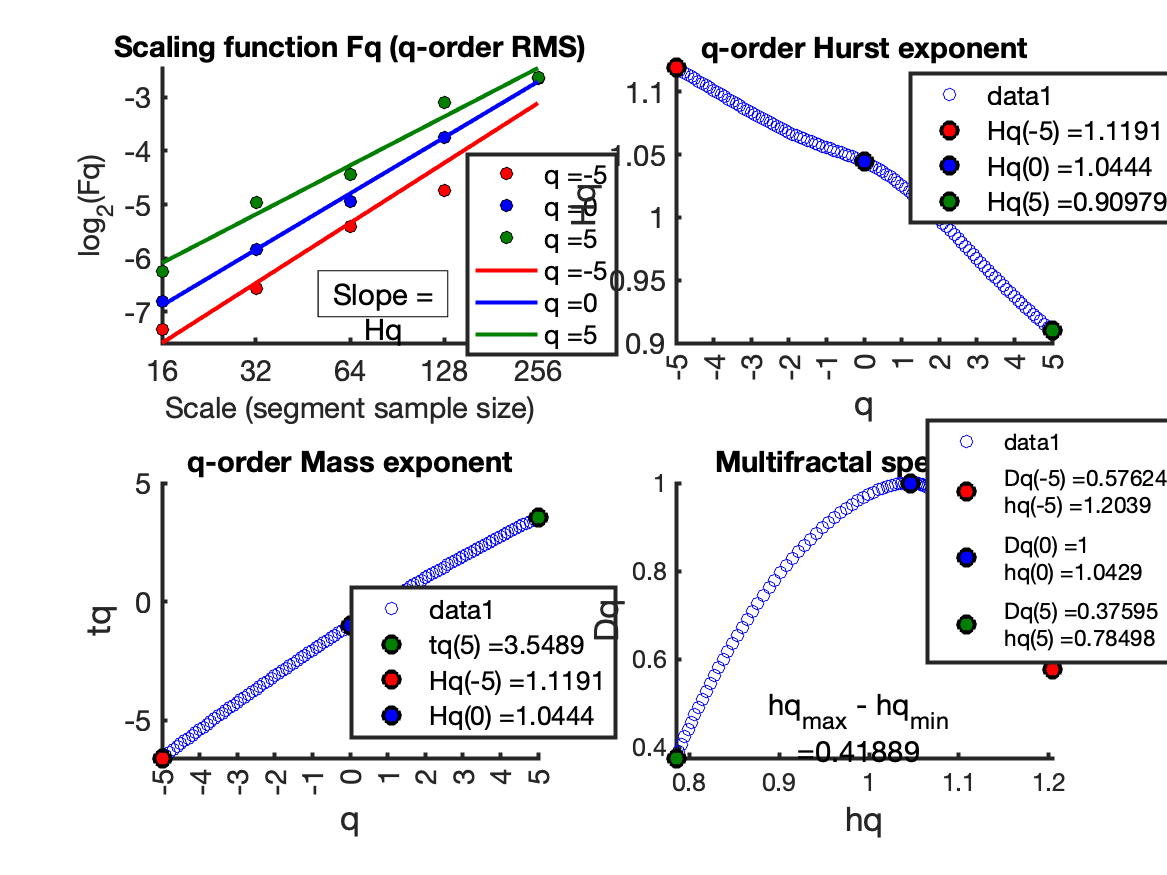 Scaling function Fq (q-order RMS)
-3
-4
-5
-6
-7
log2(Fq)
16 32 64 128 256
Scale (segment sample size)
Slope =
Hq
q =-5
q =0
q =5
q =-5
q =0
q =5
q-order Hurst exponent
1.1
1.05
1
0.95
0.9
Hq
-5 -4 -3 -2 -1 0 1 2 3 4 5
q
data1
Hq(-5) =1.1191
Hq(0) =1.0444
Hq(5) =0.90979
q-order Mass exponent
5
0
-5
tq
-5 -4 -3 -2 -1 0 1 2 3 4 5
q
data1
tq(5) =3.5489
Hq(-5) =1.1191
Hq(0) =1.0444
Multifractal spe
1
0.8
0.6
0.4
Dq
0.8 0.9 1 1.1 1.2
hq
hqmax - hqmin
=0.41889
data1
Dq(-5) =0.57624
hq(-5) =1.2039
Dq(0) =1
hq(0) =1.0429
Dq(5) =0.37595
hq(5) =0.78498